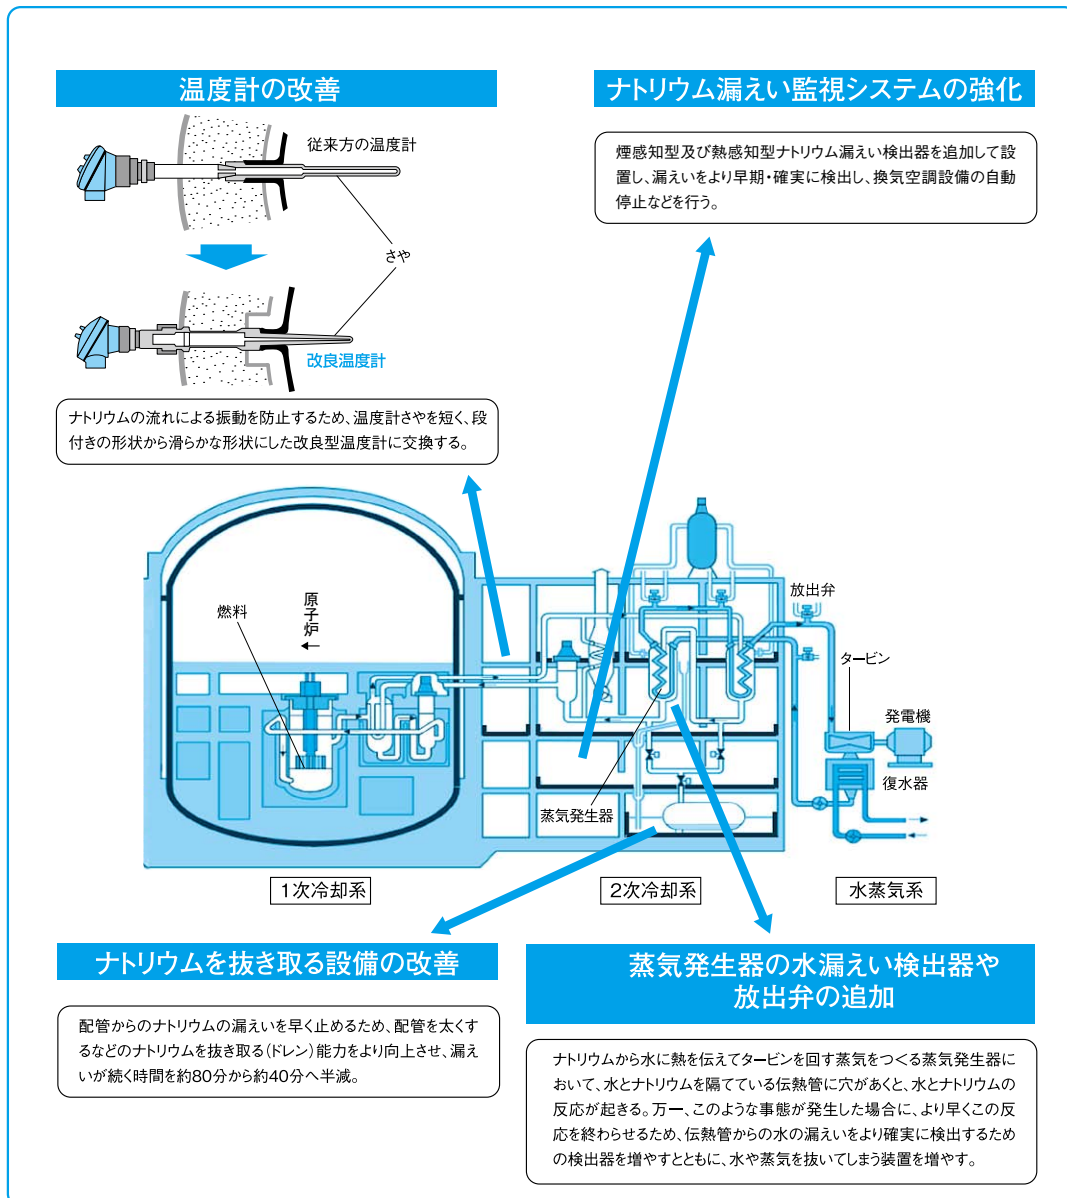 温度計の改善
従来方の温度計
さや
改良温度計
ナトリウムの流れによる振動を防止するため、温度計さやを短く、段
付きの形状から滑らかな形状にした改良型温度計に交換する。
ナトリウム漏えい監視システムの強化
煙感知型及び熱感知型ナトリウム漏えい検出器を追加して設
置し、漏えいをより早期・確実に検出し、換気空調設備の自動
停止などを行う。
燃料
原子炉
放出弁
タービン
発電機
復水器
蒸気発生器
1次冷却系
2次冷却系
水蒸気系
ナトリウムを抜き取る設備の改善
配管からのナトリウムの漏えいを早く止めるため、配管を太くす
るなどのナトリウムを抜き取る(ドレン)能力をより向上させ、漏え
いが続く時間を約80分から約40分へ半減。
蒸気発生器の水漏えい検出器や
放出弁の追加
ナトリウムから水に熱を伝えてタービンを回す蒸気をつくる蒸気発生器に
おいて、水とナトリウムを隔てている伝熱管に穴があくと、水とナトリウムの
反応が起きる。万一、このような事態が発生した場合に、より早くこの反
応を終わらせるため、伝熱管からの水の漏えいをより確実に検出するため
の検出器を増やすとともに、水や蒸気を抜いてしまう装置を増やす。